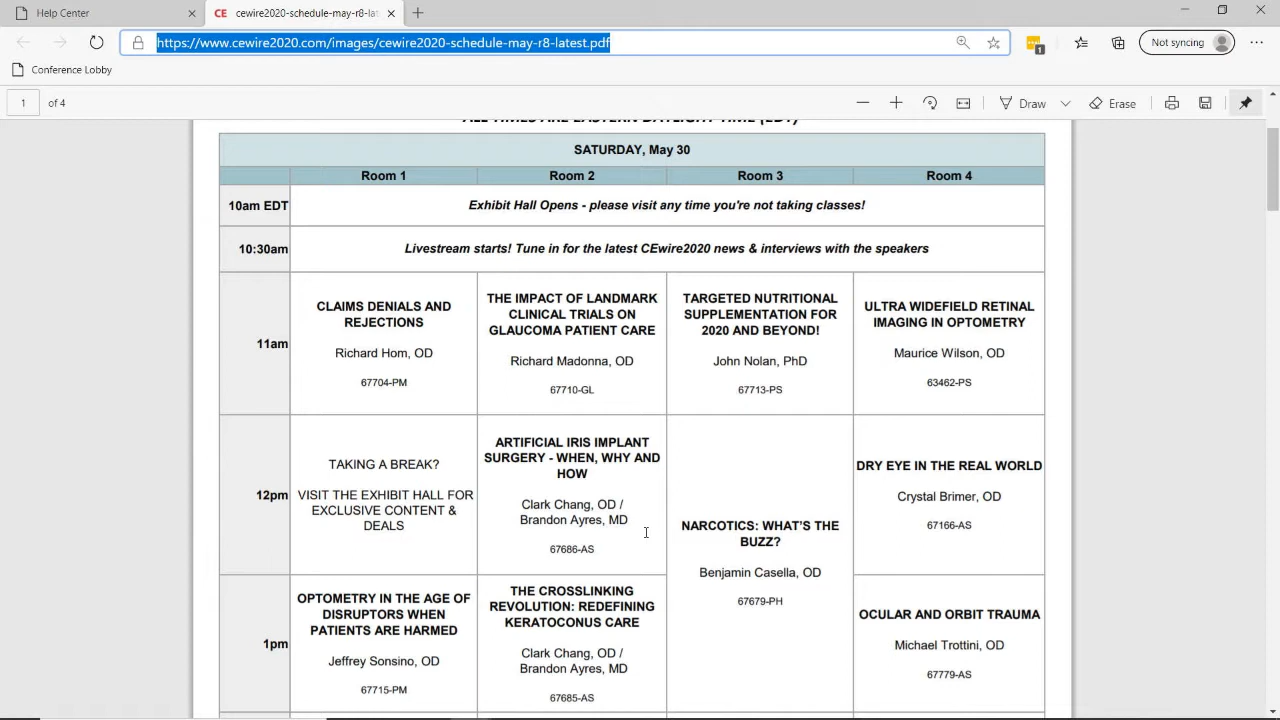 Help Center
CE cewire2020-schedule-may-r8-lat
https://www.cewire2020.com/images/cewire2020-schedule-may-r8-latest.pdf
1
Not syncing
Conference Lobby
1 of 4
Draw
Erase
ALL TIMES ARE EASTERN DAYLIGHT TIME (EDT)
SATURDAY, May 30
Room 1 Room 2 Room 3 Room 4
10am EDT
Exhibit Hall Opens - please visit any time you're not taking classes!
10:30am
Livestream starts! Tune in for the latest CEwire2020 news & interviews with the speakers
11am
CLAIMS DENIALS AND
REJECTIONS
Richard Hom, OD
67704-PM
THE IMPACT OF LANDMARK
CLINICAL TRIALS ON
GLAUCOMA PATIENT CARE
Richard Madonna, OD
67710-GL
TARGETED NUTRITIONAL
SUPPLEMENTATION FOR
2020 AND BEYOND!
John Nolan, PhD
67713-PS
ULTRA WIDEFIELD RETINAL
IMAGING IN OPTOMETRY
Maurice Wilson, OD
63462-PS
12pm
TAKING A BREAK?
VISIT THE EXHIBIT HALL FOR
EXCLUSIVE CONTENT &
DEALS
ARTIFICIAL IRIS IMPLANT
SURGERY - WHEN, WHY AND
HOW
Clark Chang, OD /
Brandon Ayres, MD
67686-AS
NARCOTICS: WHAT'S THE
BUZZ?
Benjamin Casella, OD
67679-PH
DRY EYE IN THE REAL WORLD
Crystal Brimer, OD
67166-AS
1pm
OPTOMETRY IN THE AGE OF
DISRUPTORS WHEN
PATIENTS ARE HARMED
Jeffrey Sonsino, OD
67715-PM
THE CROSSLINKING
REVOLUTION: REDEFINING
KERATOCONUS CARE
Clark Chang, OD /
Brandon Ayres, MD
67685-AS
OCULAR AND ORBIT TRAUMA
Michael Trottini, OD
67779-AS